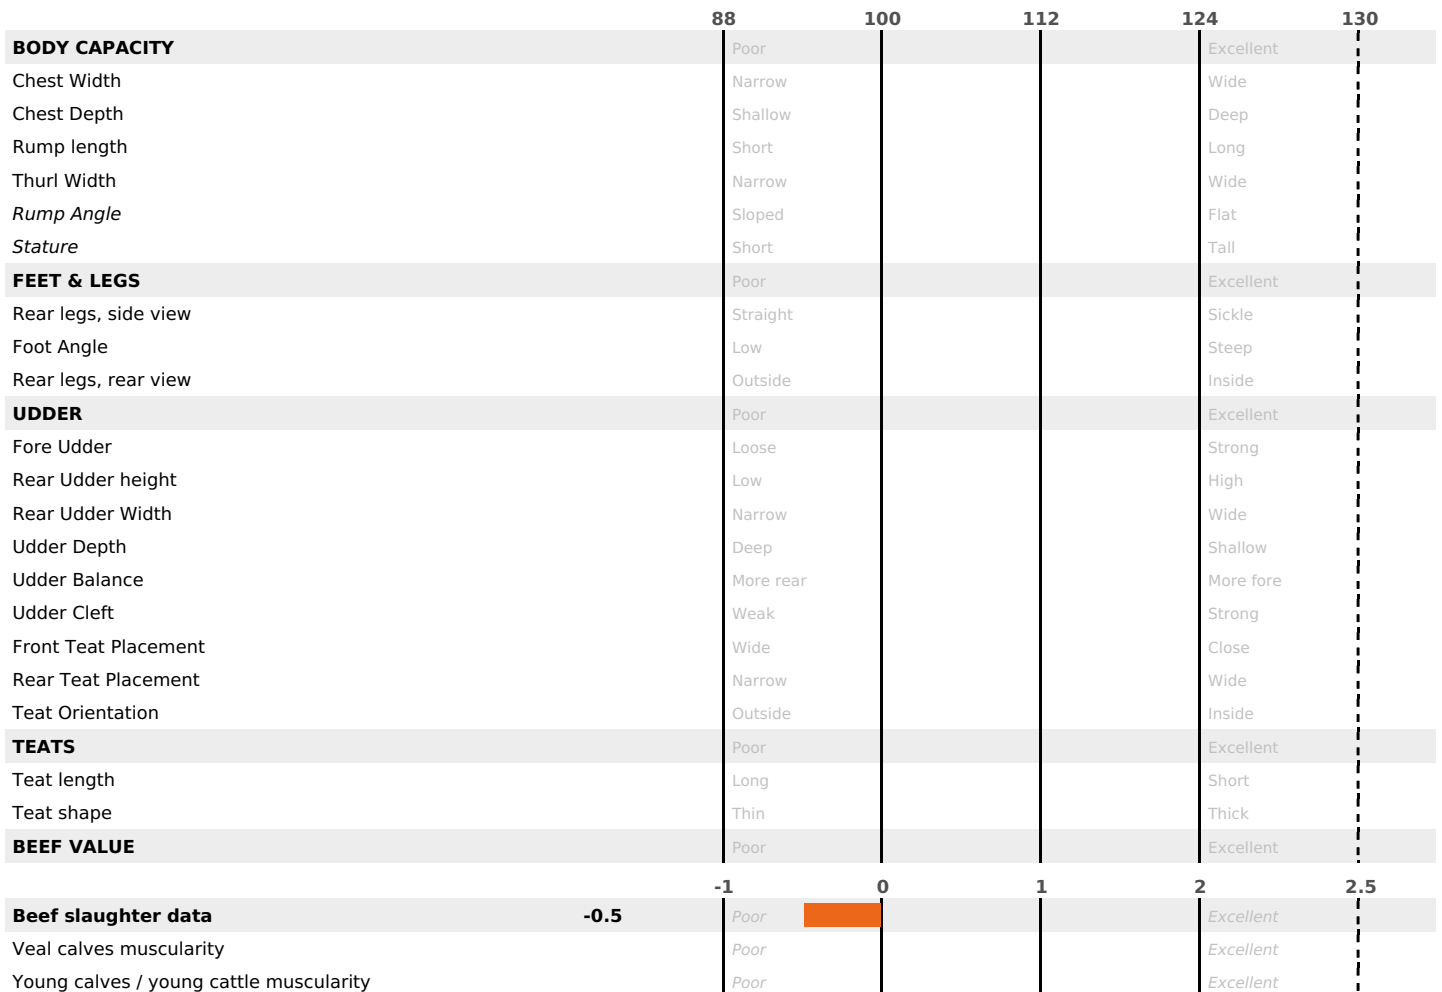 88 100 112 124 130
BODY CAPACITY Poor Excellent
Chest Width Narrow Wide
Chest Depth Shallow Deep
Rump length Short Long
Thurl Width Narrow Wide
Rump Angle Sloped Flat
Stature Short Tall
FEET & LEGS Poor Excellent
Rear legs, side view Straight Sickle
Foot Angle Low Steep
Rear legs, rear view Outside Inside
UDDER Poor Excellent
Fore Udder Loose Strong
Rear Udder height Low High
Rear Udder Width Narrow Wide
Udder Depth Deep Shallow
Udder Balance More rear More fore
Udder Cleft Weak Strong
Front Teat Placement Wide Close
Rear Teat Placement Narrow Wide
Teat Orientation Outside Inside
TEATS Poor Excellent
Teat length Long Short
Teat shape Thin Thick
BEEF VALUE Poor Excellent
-1 0 1 2 2.5
Beef slaughter data -0.5 Poor Excellent
Veal calves muscularity Poor Excellent
Young calves / young cattle muscularity Poor Excellent